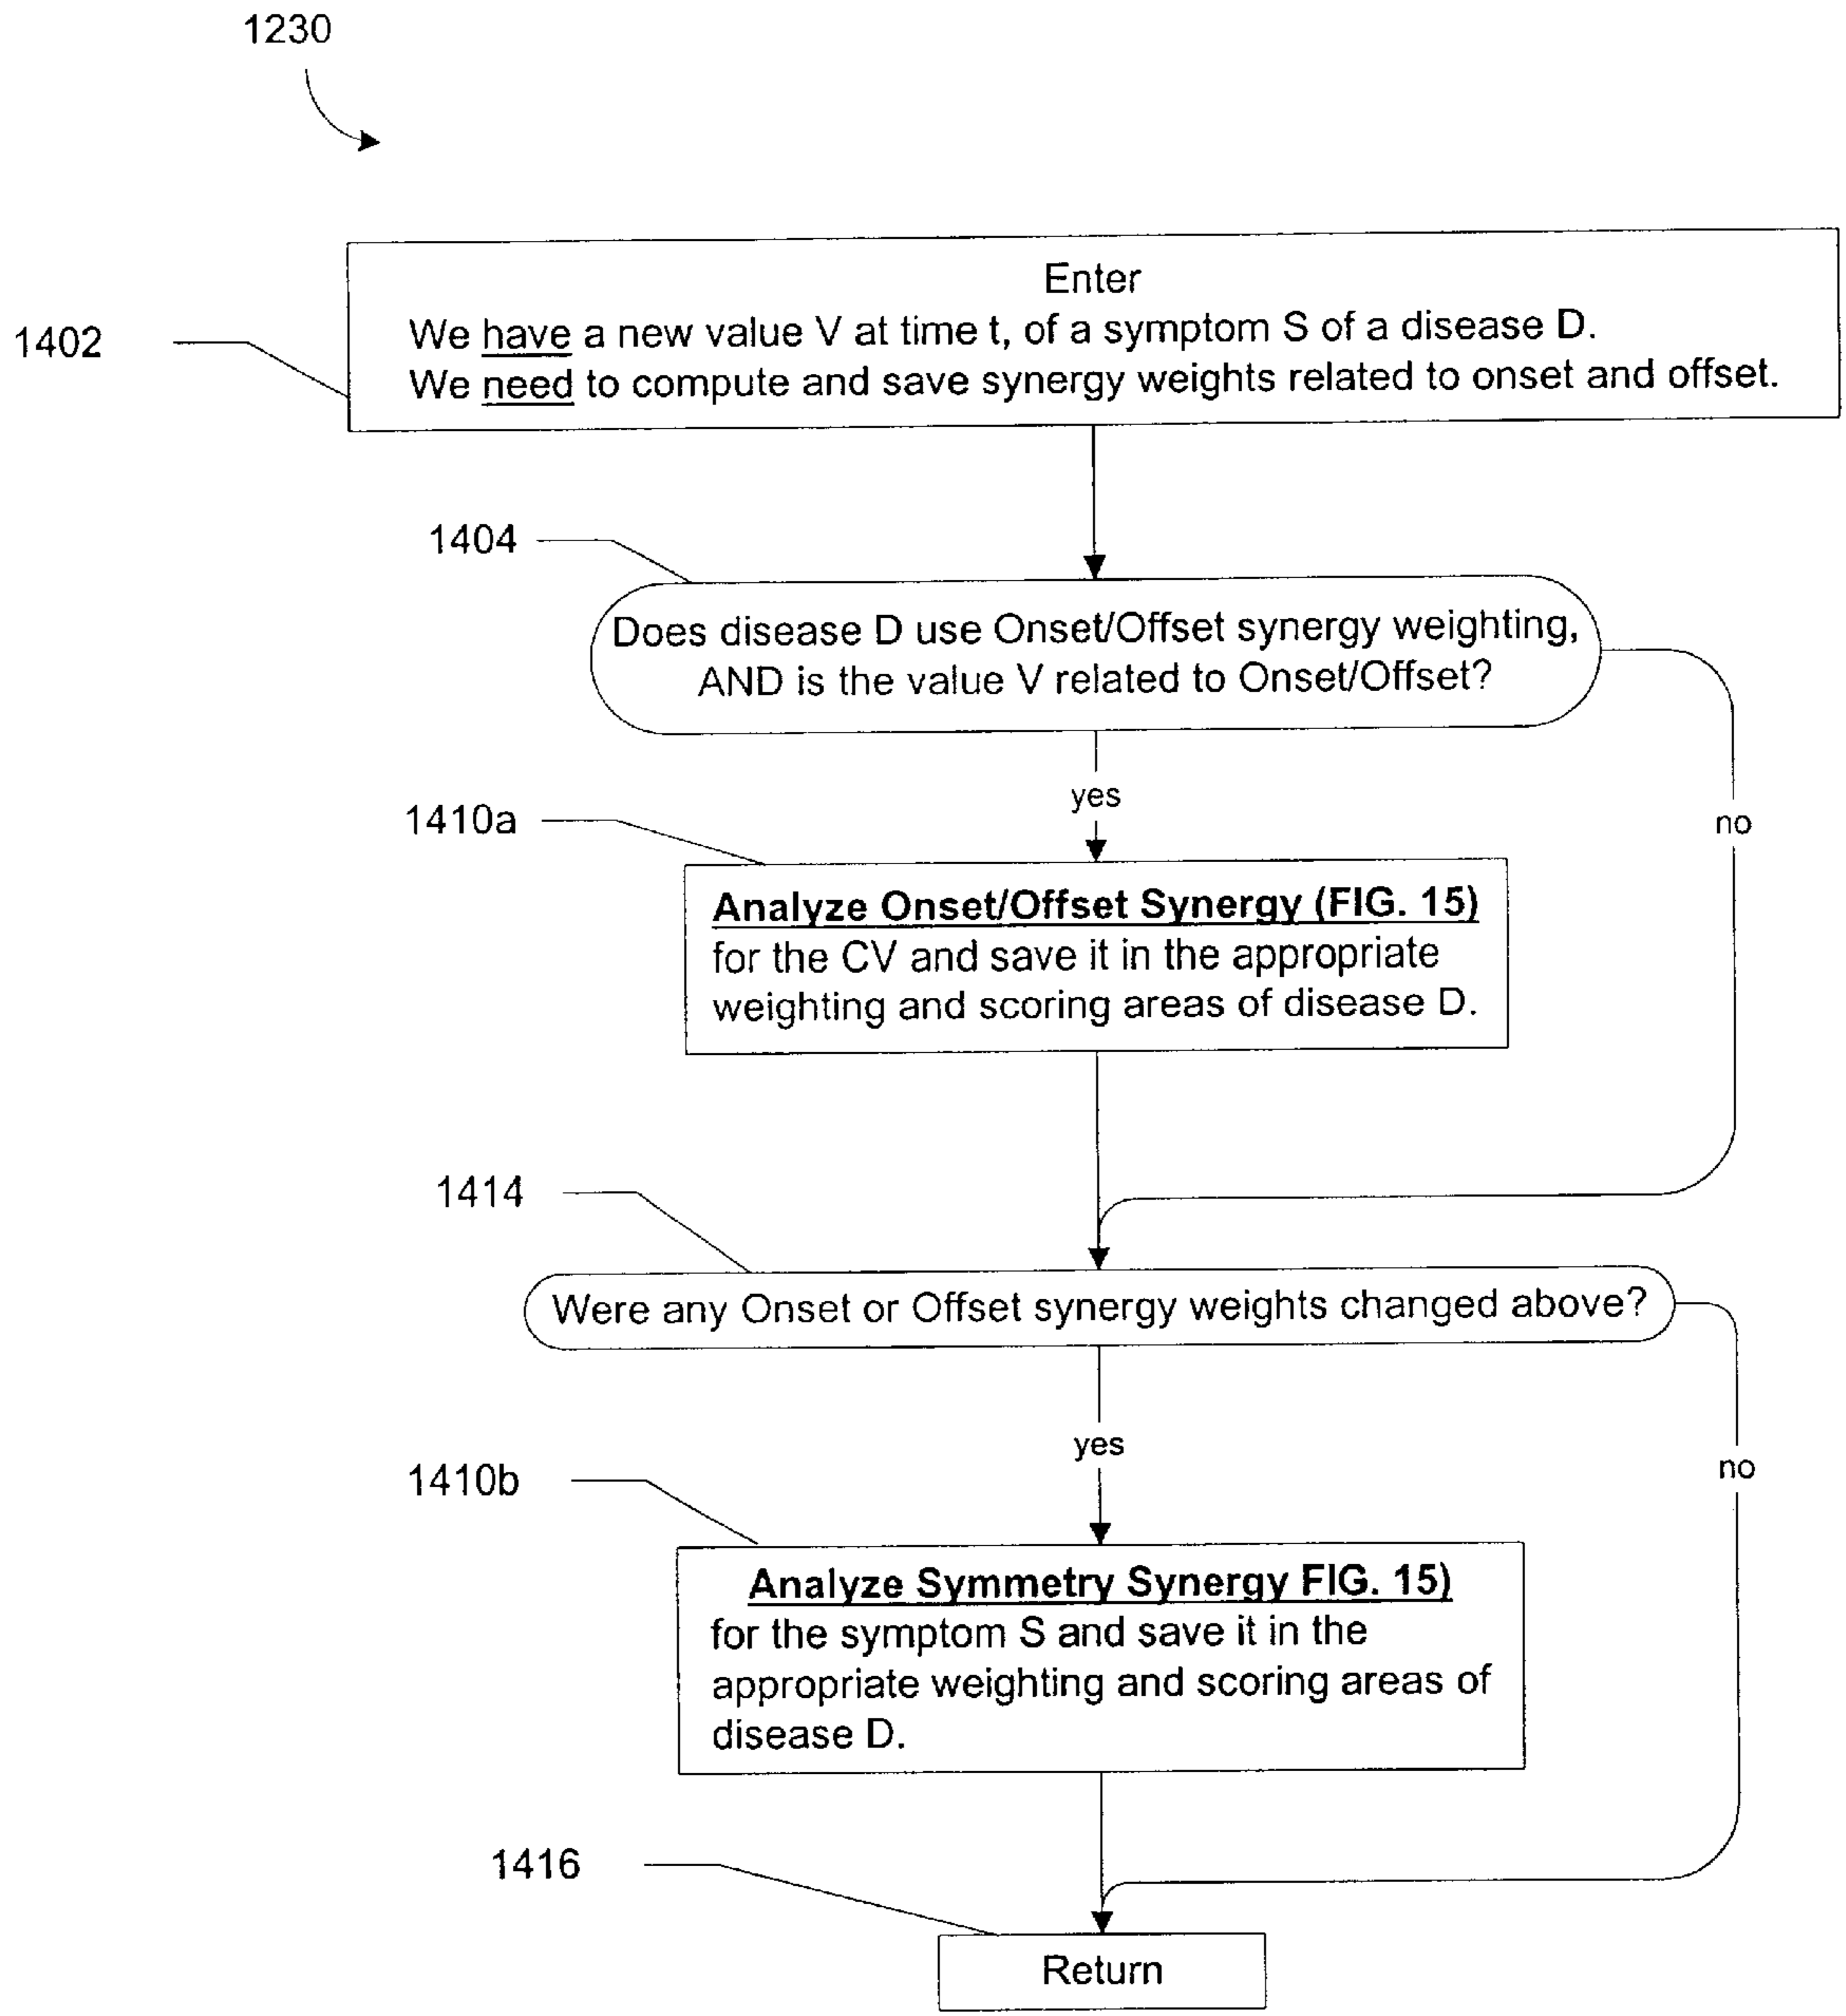 1230
Enter
1402
We have a new value V at time t, of a symptom S of a disease D.
We need to compute and save synergy weights related to onset and offset.
1404
Does disease D use Onset/Offset synergy weighting,
AND is the value V related to Onset/Offset?
yes
no
1410a
Analyze Onset/Offset Synergy (FIG. 15)
for the CV and save it in the appropriate
weighting and scoring areas of disease D.
1414
Were any Onset or Offset synergy weights changed above?
yes
no
1410b
Analyze Symmetry Synergy FIG. 15)
for the symptom S and save it in the
appropriate weighting and scoring areas of
disease D.
1416
Return